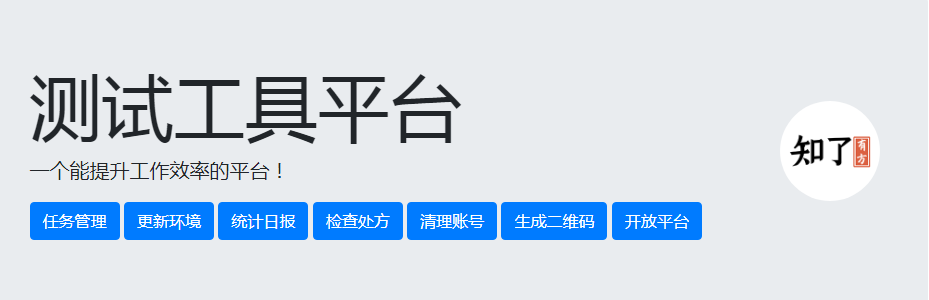 测试工具平台
一个能提升工作效率的平台！
任务管理 更新环境 统计日报 检查处方 清理账号 生成二维码 开放平台
知了有方